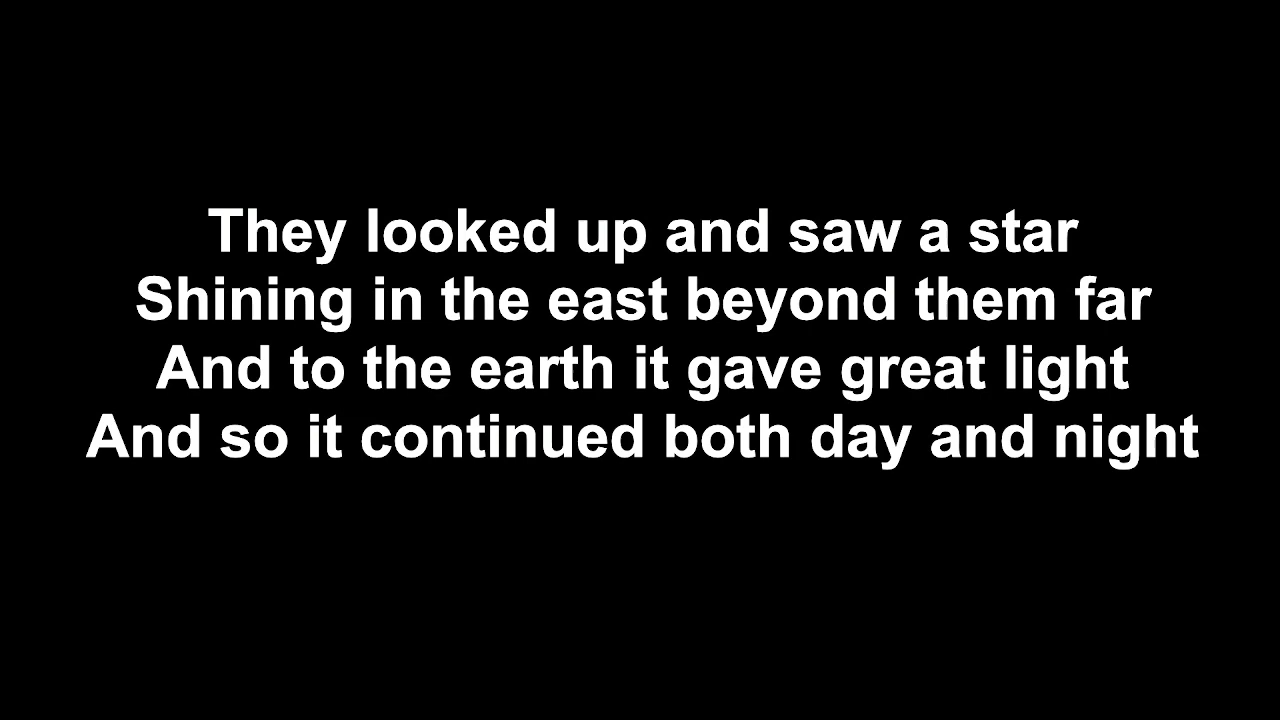 They looked up and saw a star
Shining in the east beyond them far
And to the earth it gave great light
And so it continued both day and night